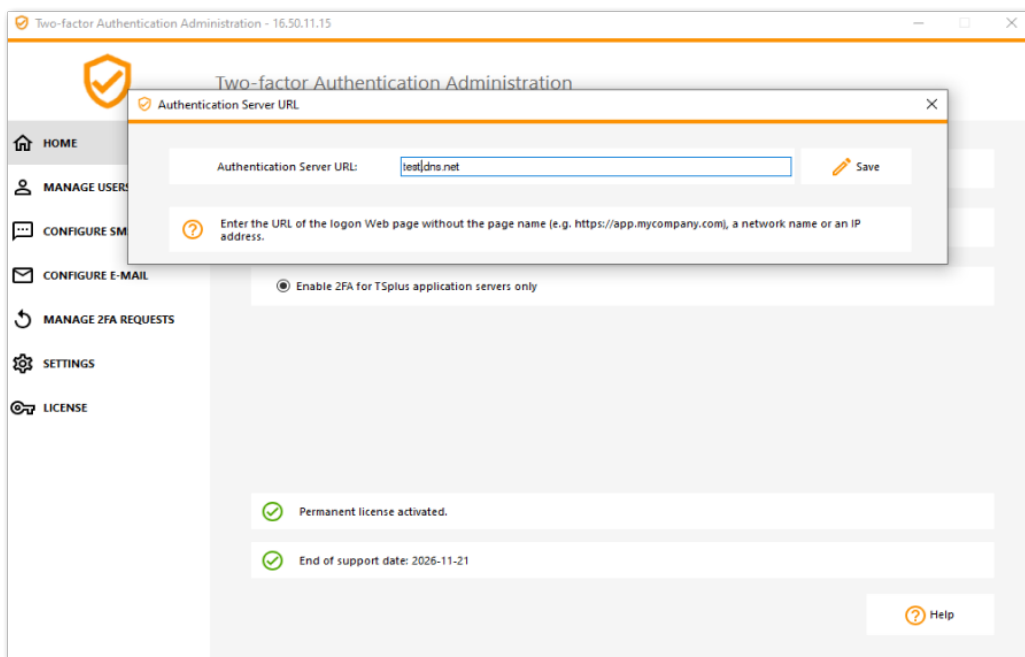 Two-factor Authentication Administration - 16.50.11.15
Two-factor Authentication Administration
Authentication Server URL
HOME
Authentication Server URL:
test.dns.net
Save
MANAGE USERS
CONFIGURE SM
Enter the URL of the logon Web page without the page name (e.g. https://app.mycompany.com), a network name or an IP
address.
CONFIGURE E-MAIL
Enable 2FA for TSplus application servers only
MANAGE 2FA REQUESTS
SETTINGS
LICENSE
Permanent license activated.
End of support date: 2026-11-21
Help